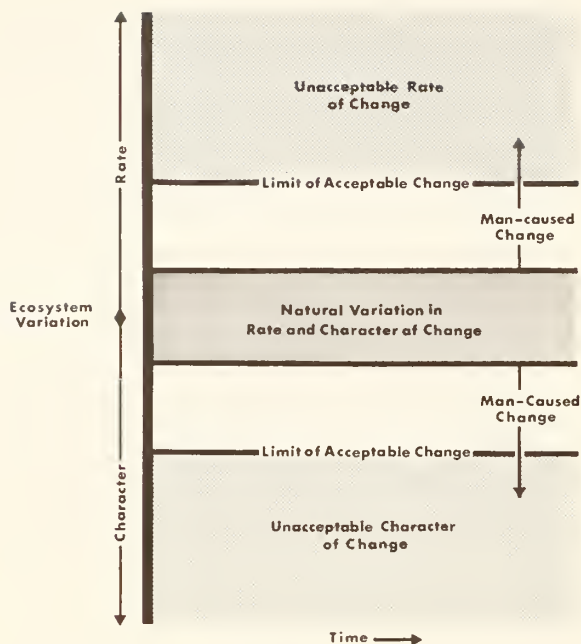 Unacceptable Rate
of Change
Rate
Limit of Acceptable Change
Man-caused
Change
Ecosystem
Variation
Natural Variation in
Rate and Character of Change
Man-Caused
Change
Limit of Acceptable Change
Character
Unacceptable Character
of Change
Time